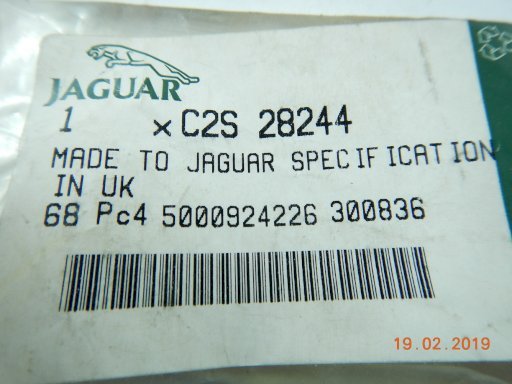 JAGUAR
1 x C2S 28244
MADE TO JAGUAR SPECIFICATION
IN UK
68 Pc4 5000924226 300836
19.02.2019